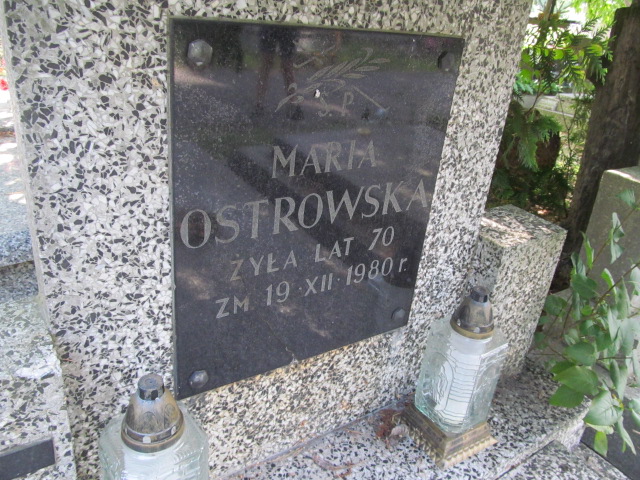 Ś.P.
MARIA
OSTROWSKA
ŻYŁA LAT 70
ZM. 19·XII·1980 r.